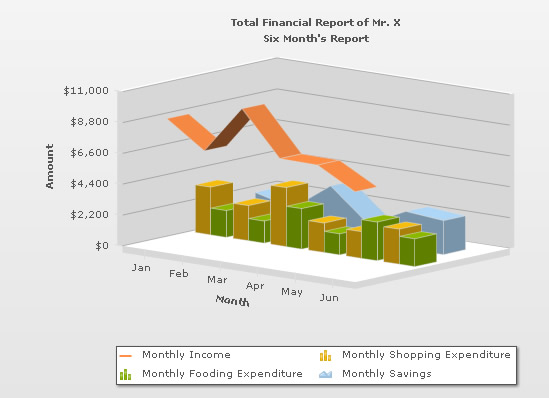 Total Financial Report of Mr. X
Six Month's Report
$11,000
$8,800
$6,600
$4,400
$2,200
$0
Amount
Jan
Feb
Mar
Apr
May
Jun
Month
Monthly Income
Monthly Shopping Expenditure
Monthly Fooding Expenditure
Monthly Savings